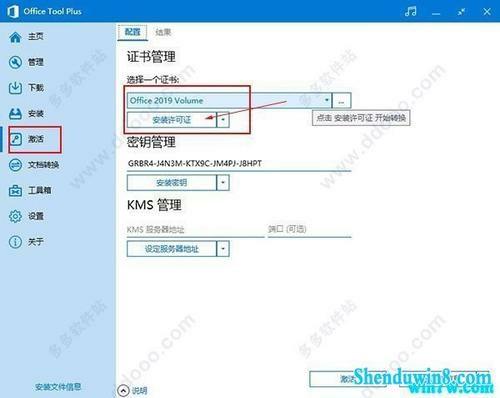 Office Tool Plus
主页
管理
下载
安装
激活
文档转换
工具箱
设置
关于
安装文件信息
配置
结果
证书管理
选择一个证书:
Office 2019 Volume
...
安装许可证
点击 安装许可证 开始转换
密钥管理
GRBR4-J4N3M-KTX9C-JM4PJ-J8HPT
安装密钥
KMS 管理
KMS 服务器地址
端口 (可选)
设定服务器地址
说明
激活
多多软件站
www.ddooo.com
Shenduwin8.com
win7w.com